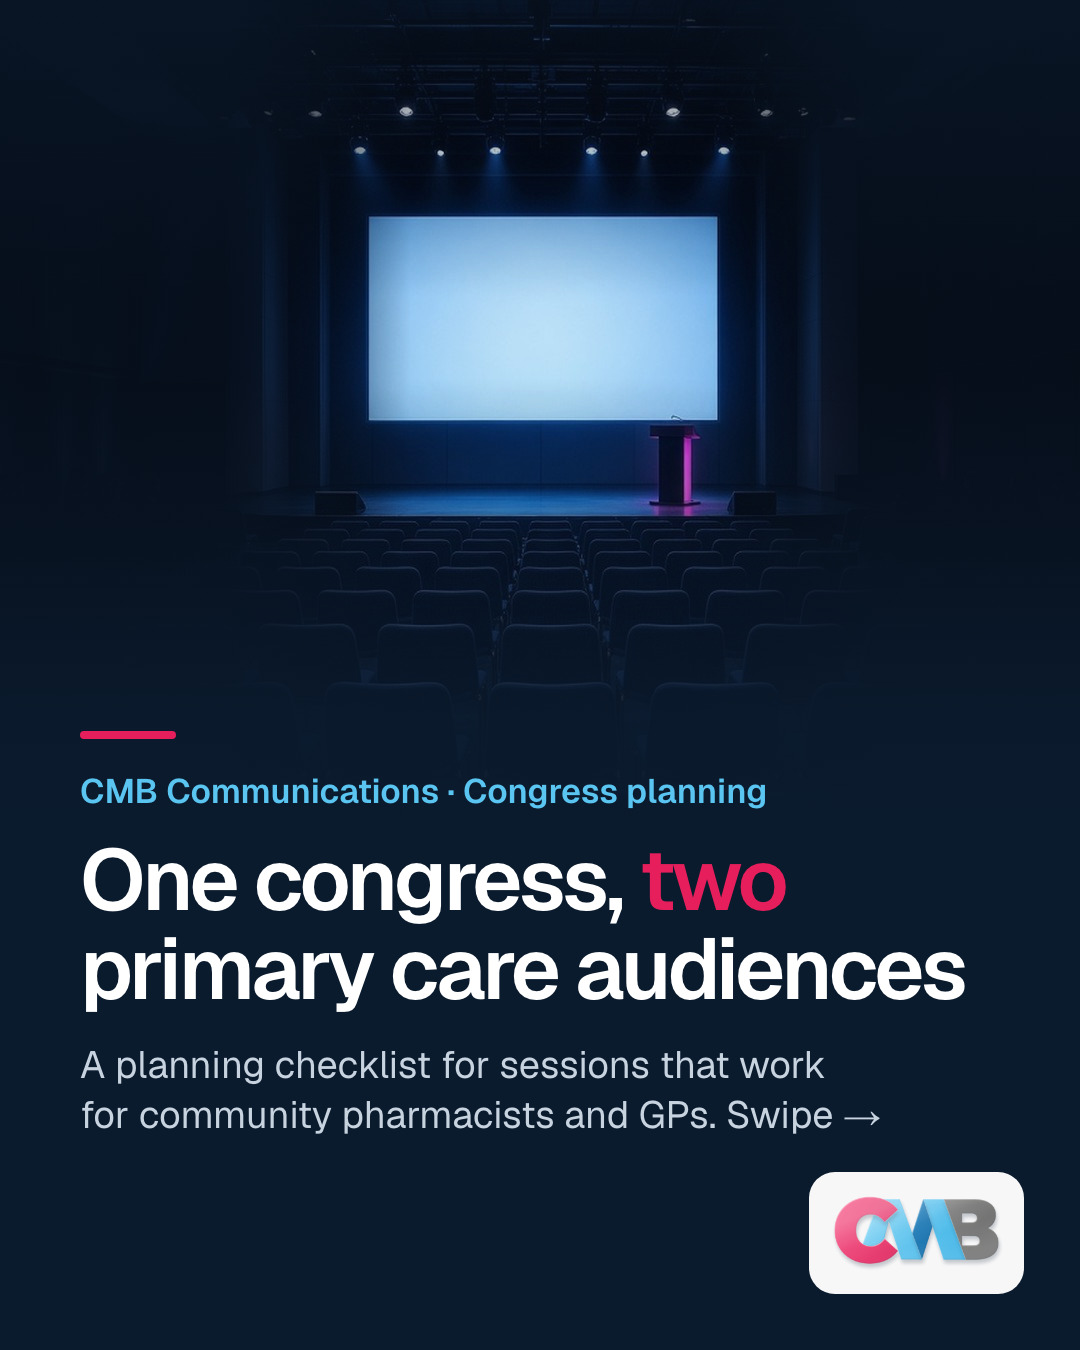 CMB Communications · Congress planning
One congress, two
primary care audiences
A planning checklist for sessions that work
for community pharmacists and GPs. Swipe →
CMB